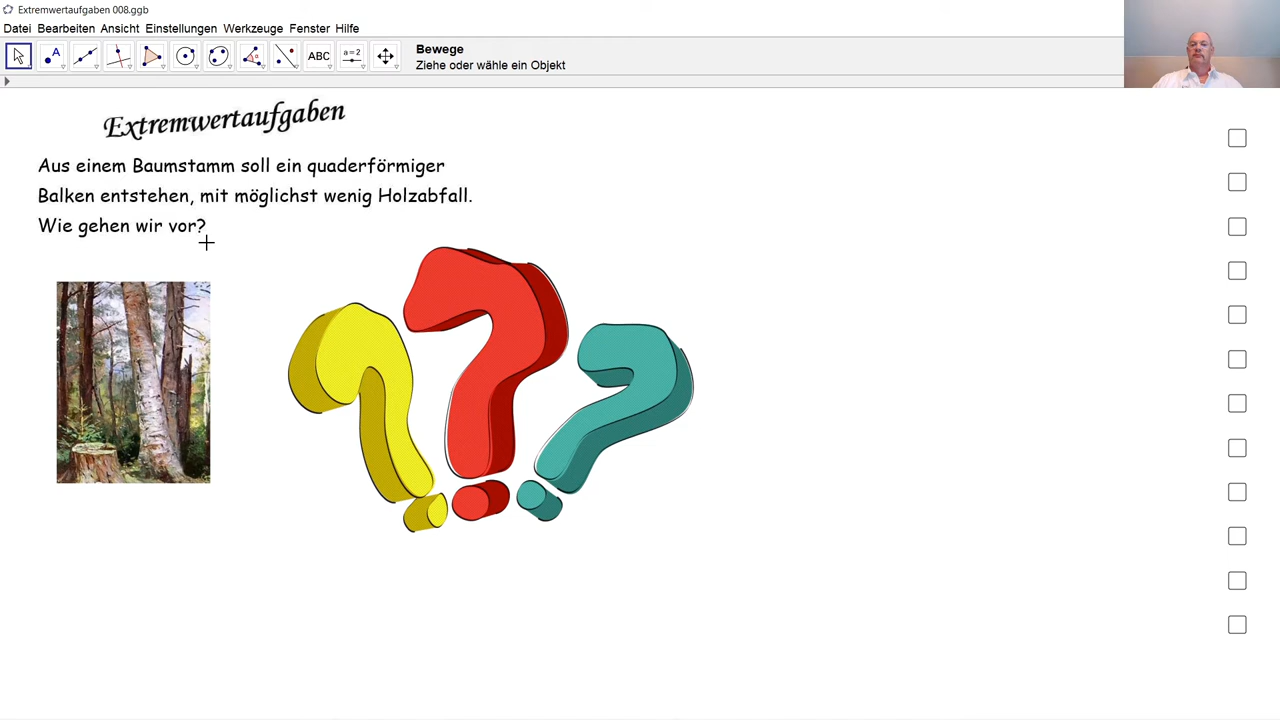 Extremwertaufgaben 008.ggb
Datei Bearbeiten Ansicht Einstellungen Werkzeuge Fenster Hilfe
A
ABC
a=2
Bewege
Ziehe oder wähle ein Objekt
Extremwertaufgaben
Aus einem Baumstamm soll ein quaderförmiger
Balken entstehen, mit möglichst wenig Holzabfall.
Wie gehen wir vor?
???